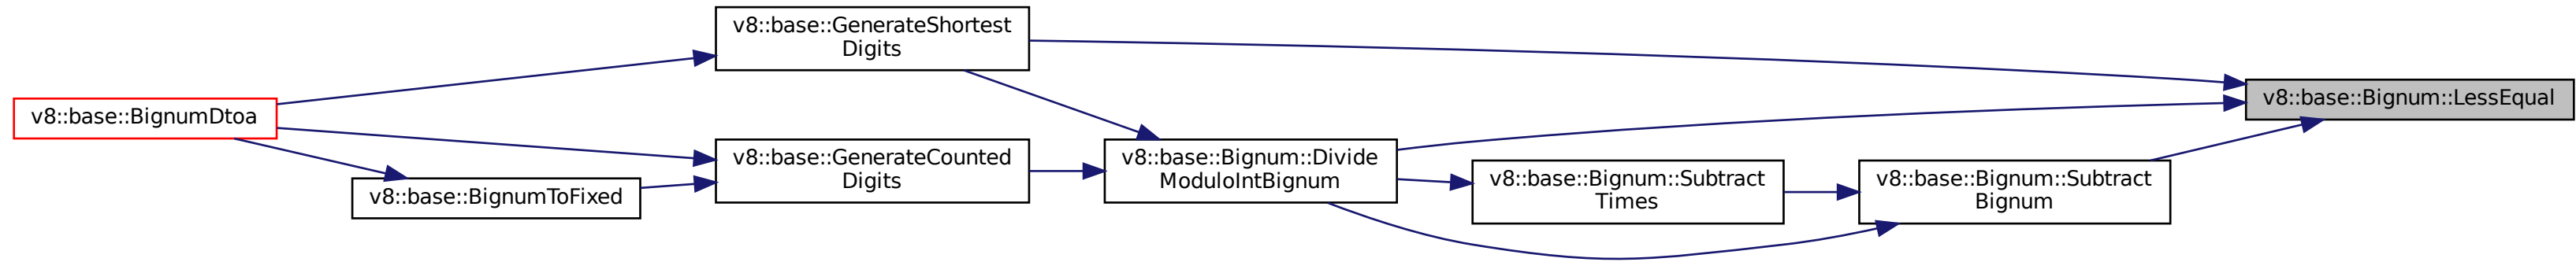 v8::base::GenerateShortest
Digits
v8::base::Bignum::LessEqual
v8::base::BignumDtoa
v8::base::GenerateCounted
Digits
v8::base::Bignum::Divide
ModuloIntBignum
v8::base::BignumToFixed
v8::base::Bignum::Subtract
Times
v8::base::Bignum::Subtract
Bignum